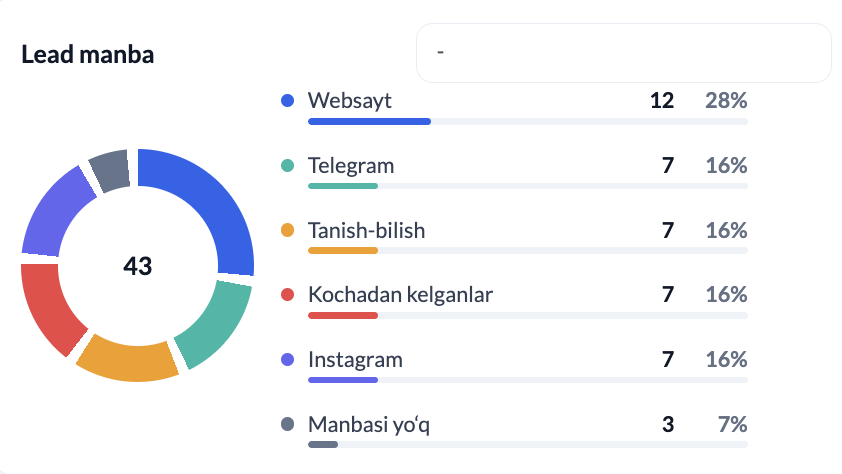 Lead manba
-
Websayt 12 28%
Telegram 7 16%
Tanish-bilish 7 16%
Kochadan kelganlar 7 16%
Instagram 7 16%
Manbasi yo‘q 3 7%
43